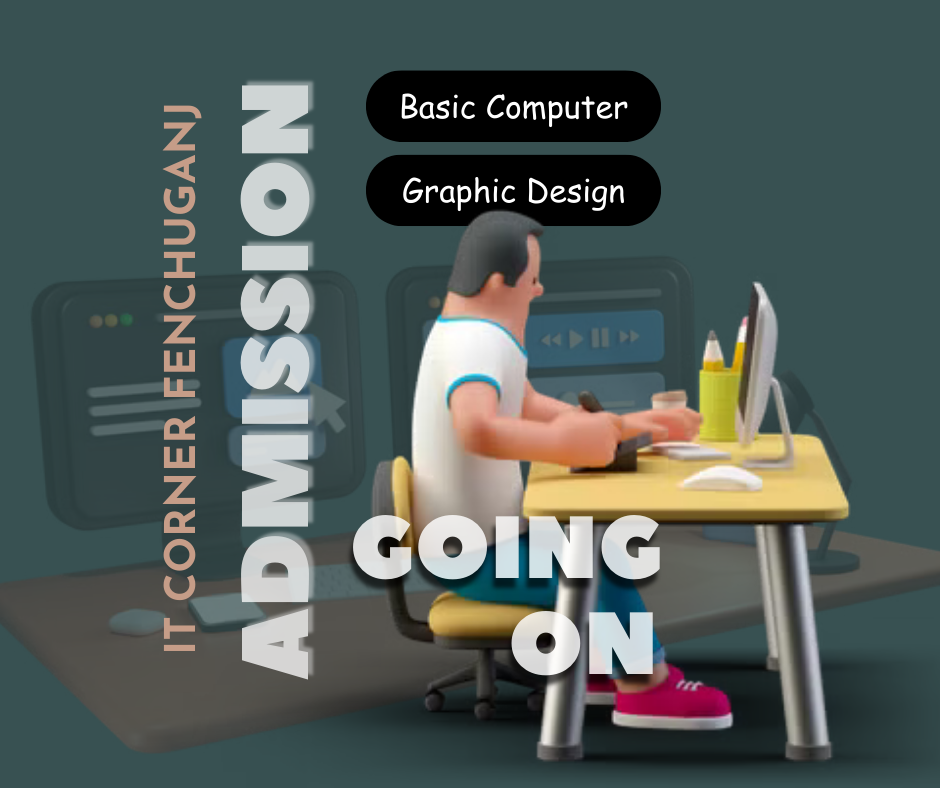 IT CORNER FENCHUGANJ
ADMISSION
Basic Computer
Graphic Design
GOING
ON